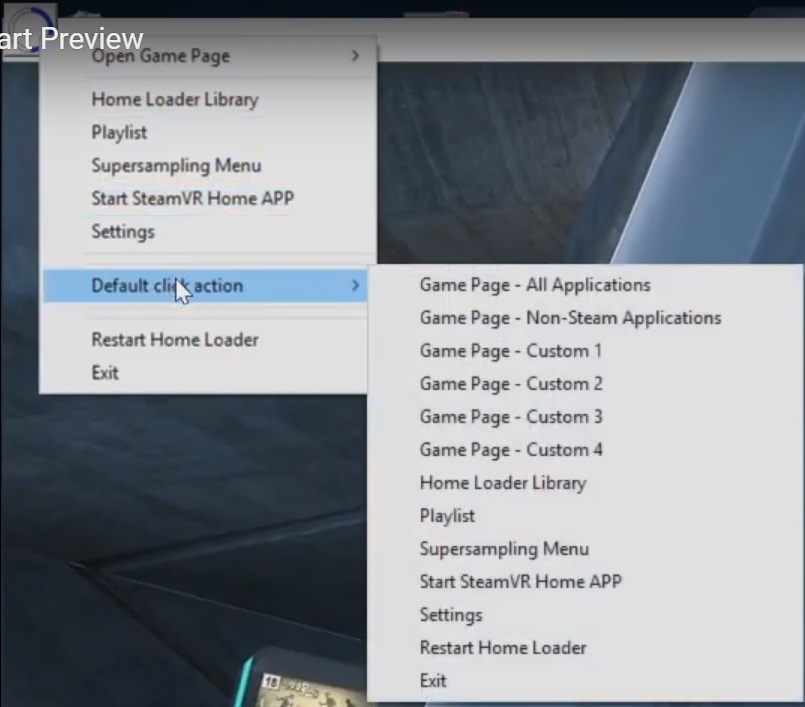 art Preview
Open Game Page
Home Loader Library
Playlist
Supersampling Menu
Start SteamVR Home APP
Settings
Default click action
Restart Home Loader
Exit
Game Page - All Applications
Game Page - Non-Steam Applications
Game Page - Custom 1
Game Page - Custom 2
Game Page - Custom 3
Game Page - Custom 4
Home Loader Library
Playlist
Supersampling Menu
Start SteamVR Home APP
Settings
Restart Home Loader
Exit
18